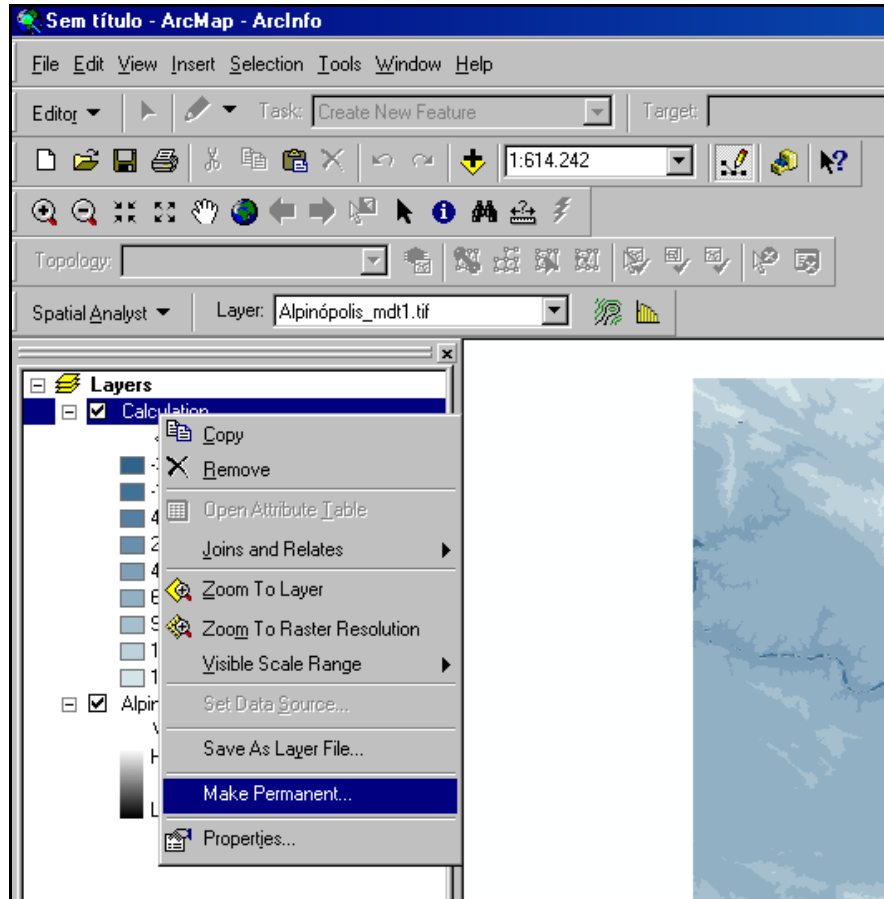 Sem título - ArcMap - ArcInfo
File Edit View Insert Selection Tools Window Help
Editor Task: Create New Feature Target:
1:614.242
Topology:
Spatial Analyst Layer: Alpinópolis_mdt1.tif
Layers
Calculation
Copy
Remove
Open Attribute Table
Joins and Relates
Zoom To Layer
Zoom To Raster Resolution
Visible Scale Range
Alpin
Set Data Source...
Save As Layer File...
Make Permanent...
Properties...